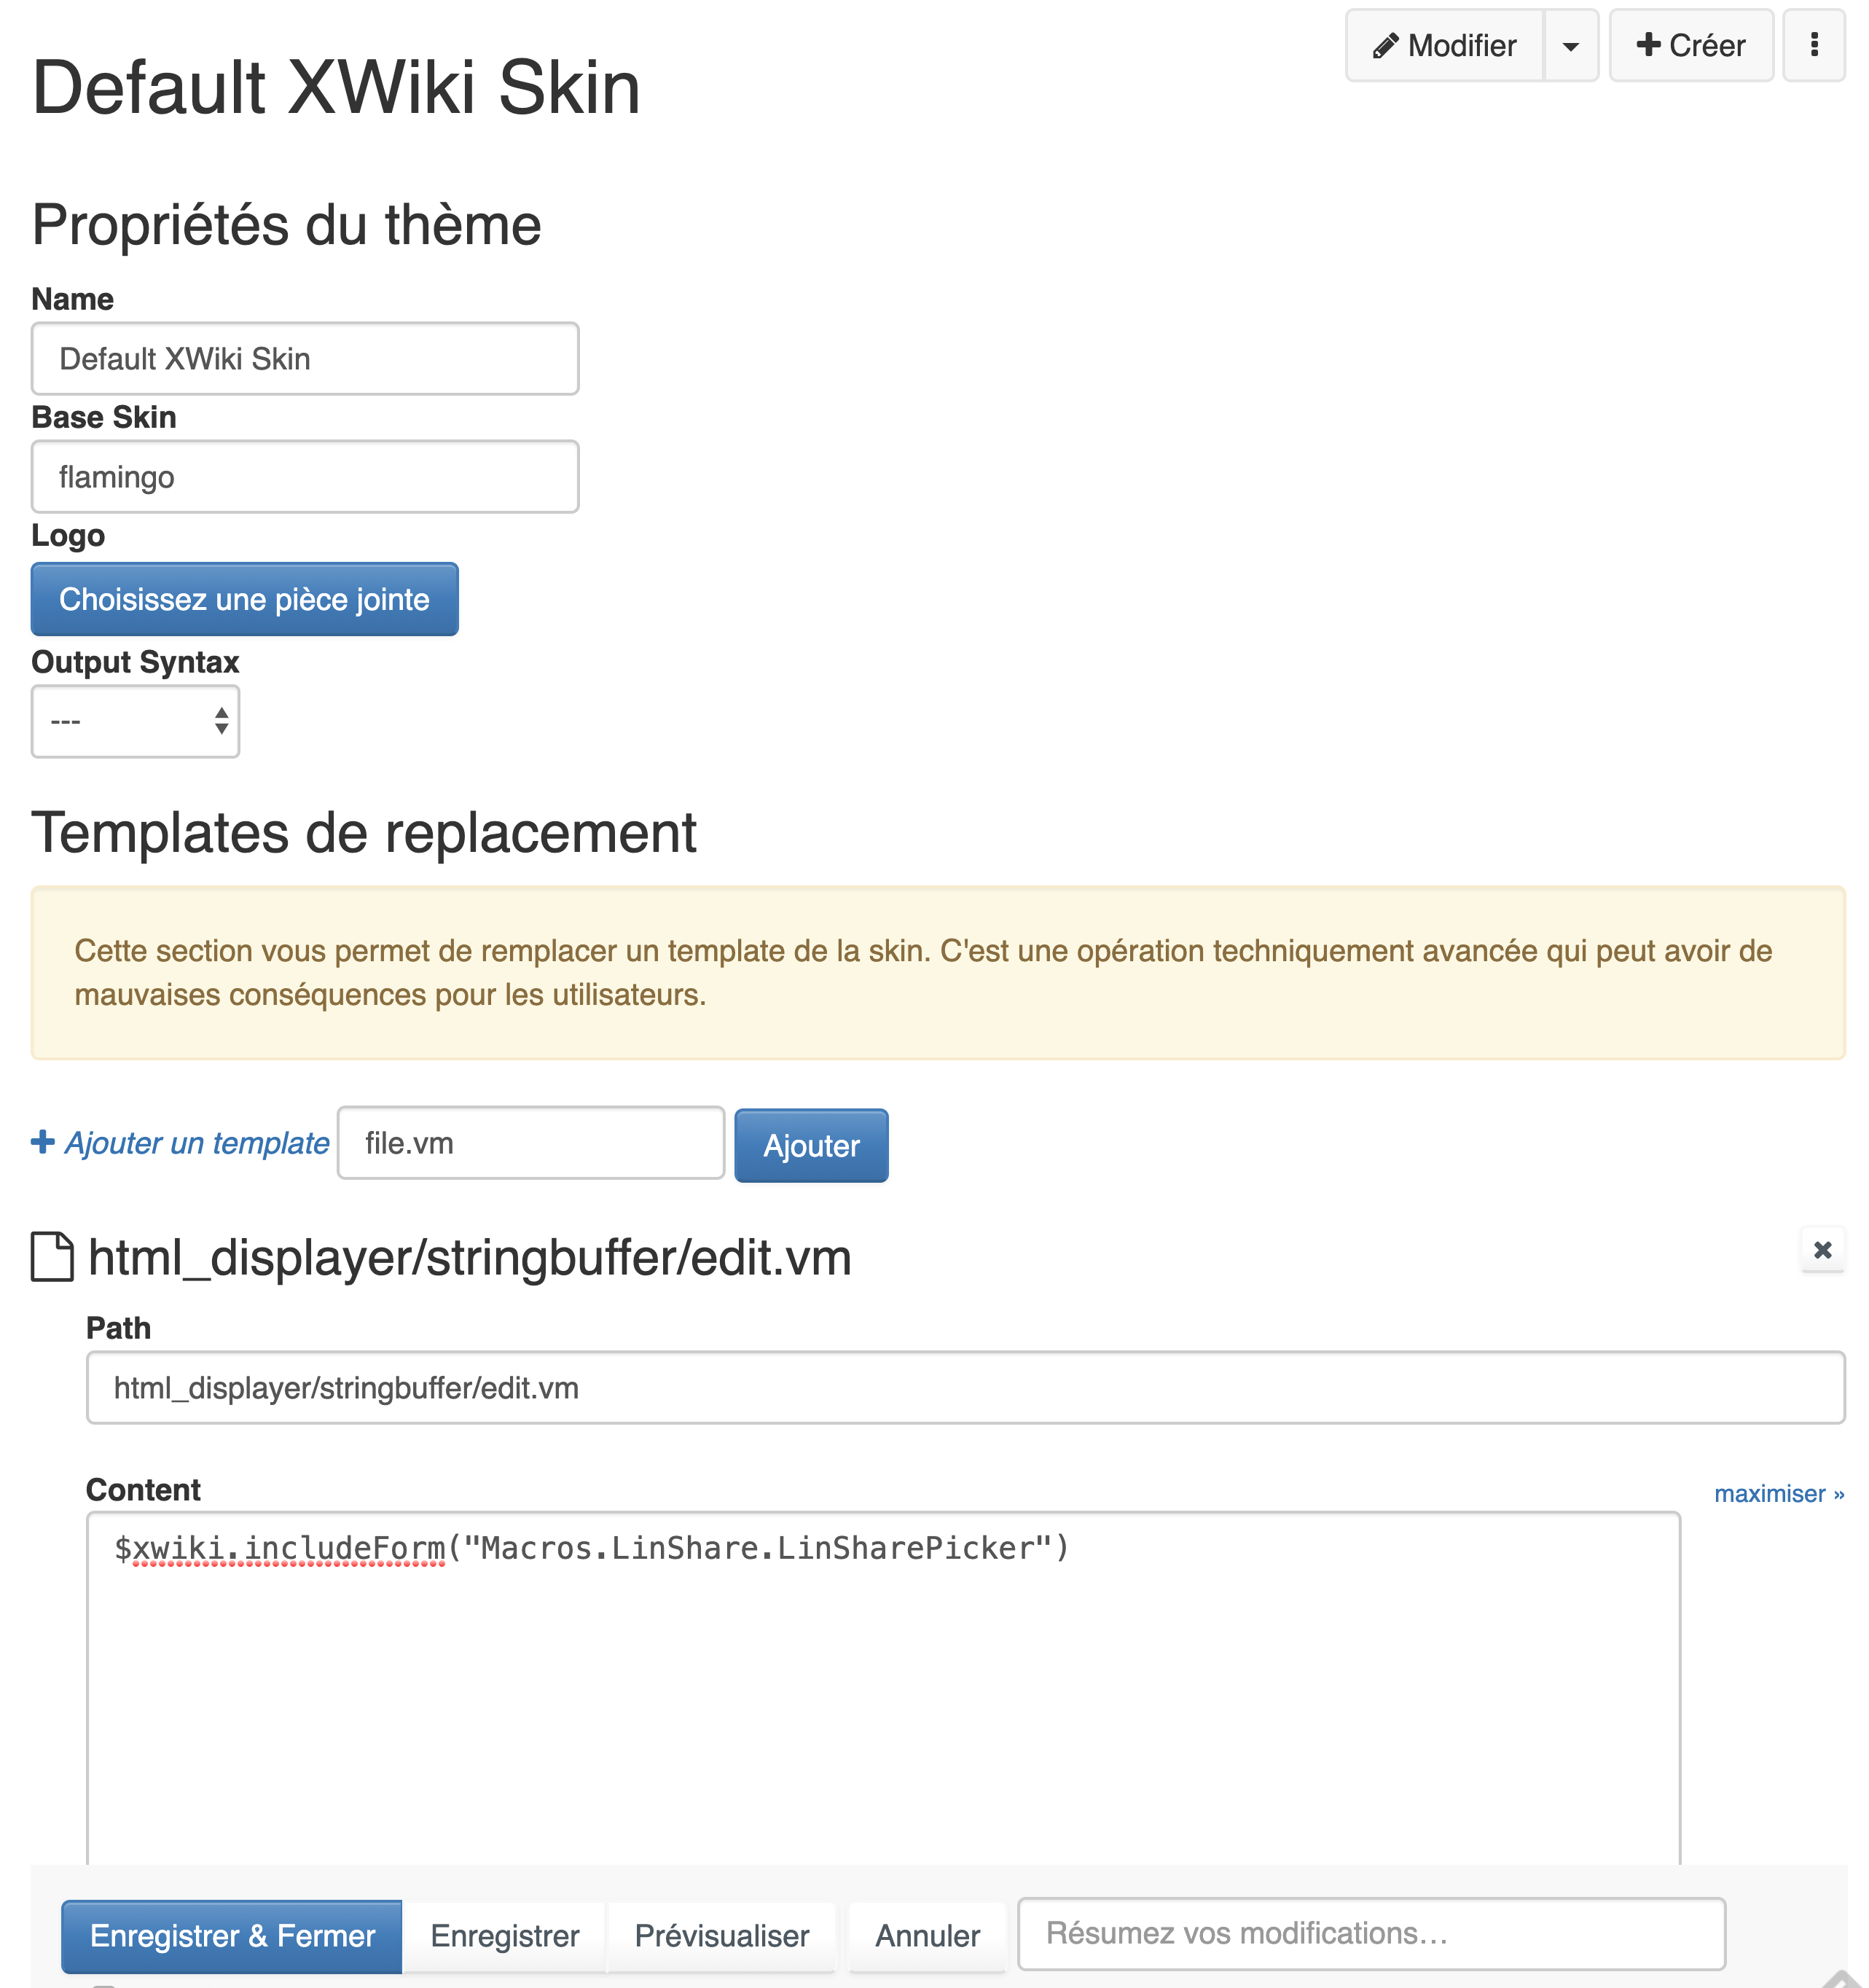 Modifier
Créer
Default XWiki Skin
Propriétés du thème
Name
Default XWiki Skin
Base Skin
flamingo
Logo
Choisissez une pièce jointe
Output Syntax
---
Templates de replacement
Cette section vous permet de remplacer un template de la skin. C'est une opération techniquement avancée qui peut avoir de
mauvaises conséquences pour les utilisateurs.
Ajouter un template file.vm Ajouter
html_displayer/stringbuffer/edit.vm
Path
html_displayer/stringbuffer/edit.vm
Content maximiser »
$xwiki.includeForm("Macros.LinShare.LinSharePicker")
Enregistrer & Fermer Enregistrer Prévisualiser Annuler Résumez vos modifications...